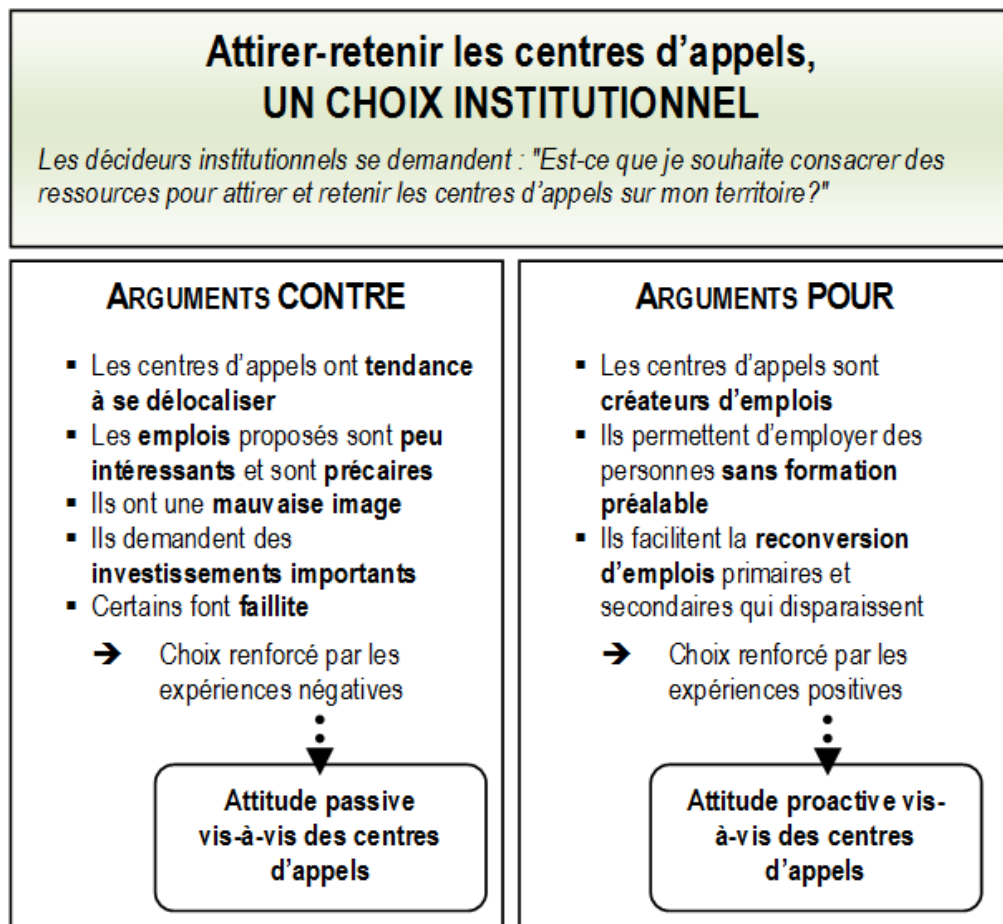 Attirer-retenir les centres d'appels,
UN CHOIX INSTITUTIONNEL
Les décideurs institutionnels se demandent : "Est-ce que je souhaite consacrer des
ressources pour attirer et retenir les centres d'appels sur mon territoire?"
ARGUMENTS CONTRE
▪ Les centres d'appels ont tendance
à se délocaliser
▪ Les emplois proposés sont peu
intéressants et sont précaires
▪ Ils ont une mauvaise image
▪ Ils demandent des
investissements importants
▪ Certains font faillite
➔ Choix renforcé par les
expériences négatives
Attitude passive
vis-à-vis des centres
d'appels
ARGUMENTS POUR
▪ Les centres d'appels sont
créateurs d'emplois
▪ Ils permettent d'employer des
personnes sans formation
préalable
▪ Ils facilitent la reconversion
d'emplois primaires et
secondaires qui disparaissent
➔ Choix renforcé par les
expériences positives
Attitude proactive vis-
à-vis des centres
d'appels